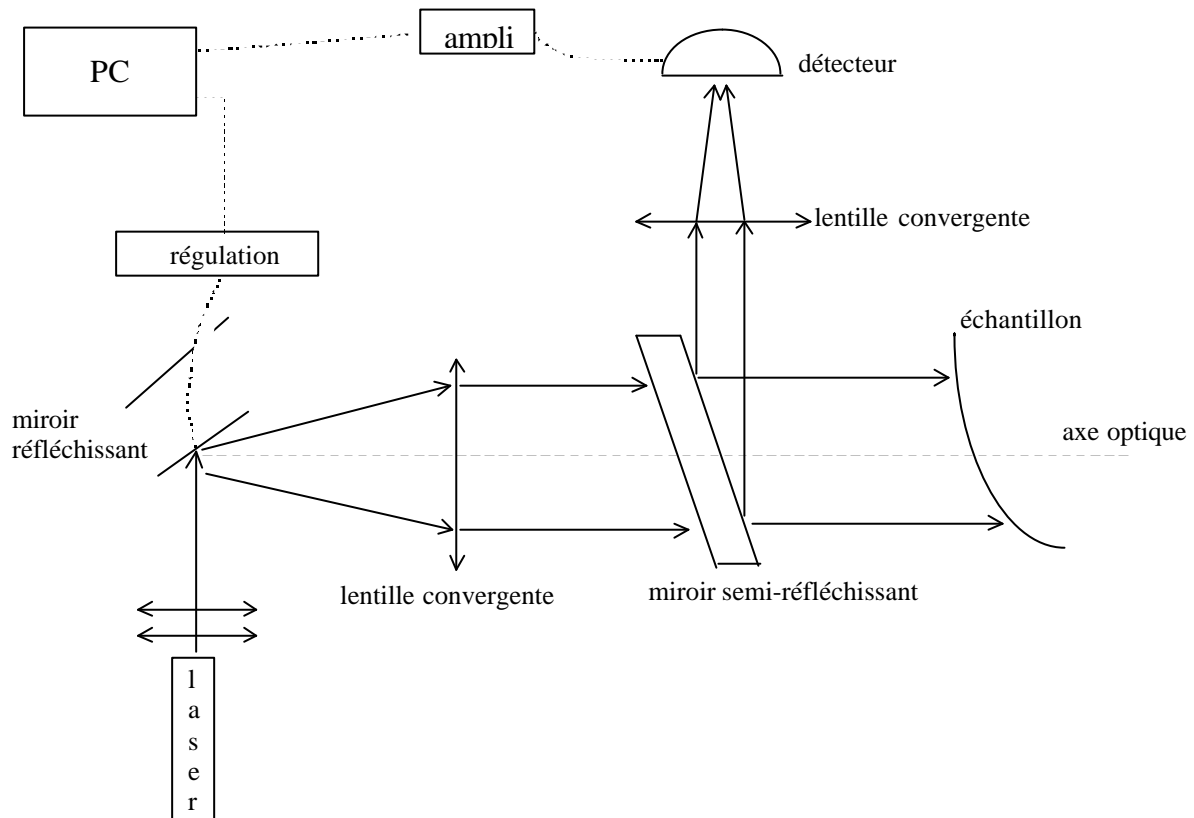 ampli
PC
détecteur
lentille convergente
régulation
échantillon
miroir
réfléchissant
axe optique
lentille convergente
miroir semi-réfléchissant
l
a
s
e
r